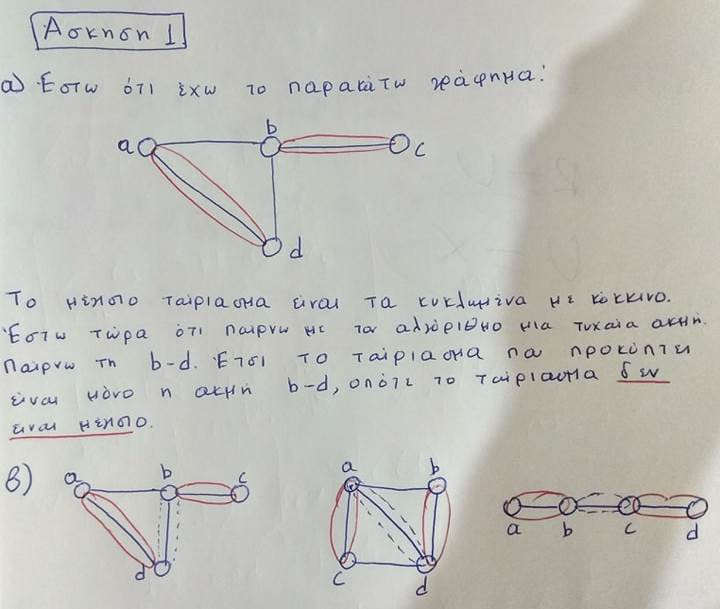 Άσκηση 1
α) Έστω ότι έχω το παρακάτω γράφημα:
a b c
d
Το μέγιστο ταίριασμα είναι τα κυκλωμένα με κόκκινο.
Έστω τώρα ότι παίρνω με τον αλγόριθμο μια τυχαία ακμή.
Παίρνω τη b-d. Έτσι το ταίριασμα που προκύπτει
είναι μόνο η ακμή b-d, οπότε το ταίριασμα δεν
είναι μέγιστο.
β) a b c a b
a b c d
d c d